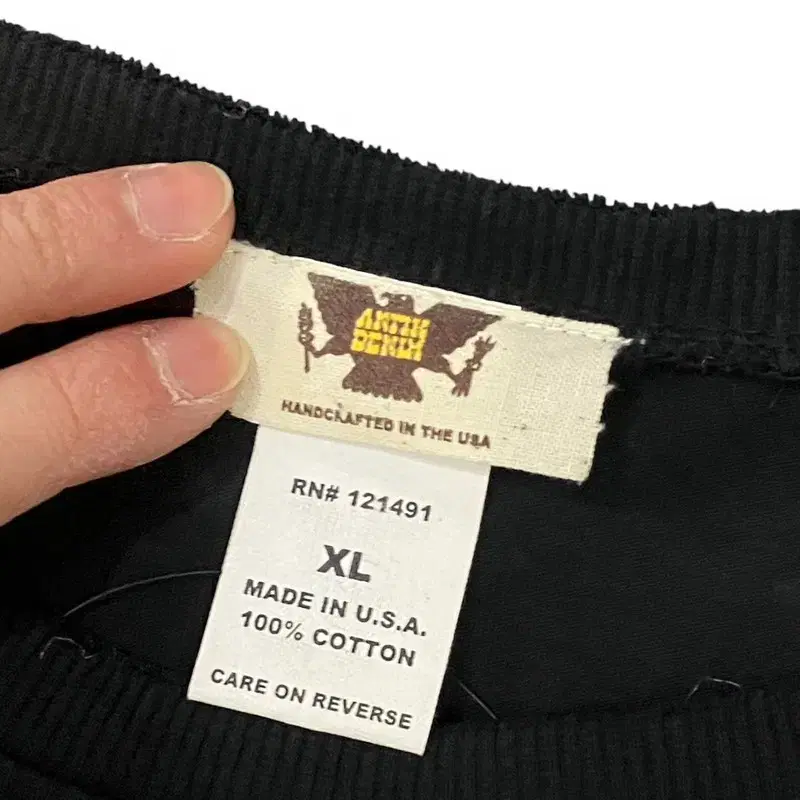 ANTIK
DENIM
HANDCRAFTED IN THE USA
RN# 121491
XL
MADE IN U.S.A.
100% COTTON
CARE ON REVERSE